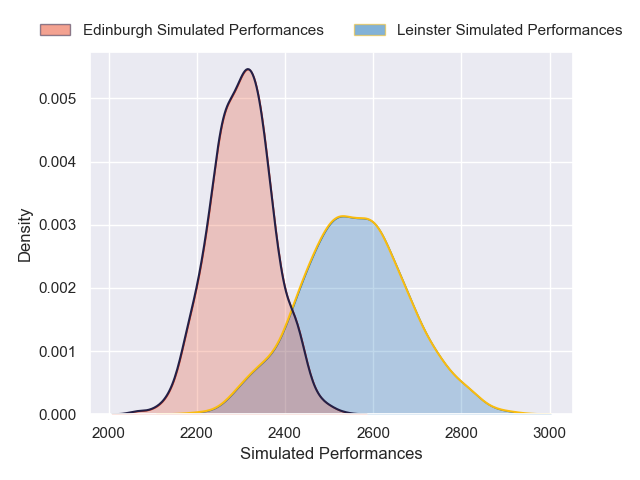 Edinburgh Simulated Performances Leinster Simulated Performances
0.005
0.004
0.003
0.002
0.001
0.000
Density
2000 2200 2400 2600 2800 3000
Simulated Performances